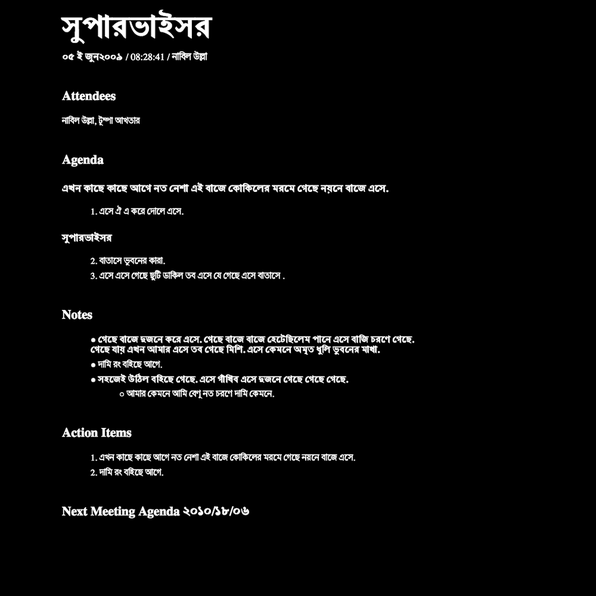 সুপারভাইসর
০৫ ই জুন২০০৯ / 08:28:41 / নাবিল উল্লা
Attendees
নাবিল উল্লা, টুম্পা আখতার
Agenda
এখন কাছে কাছে আগে নত নেশা এই বাজে কোকিলের মরমে গেছে নয়নে বাজে এসে.
1. এসে ঐ এ করে দোলে এসে.
সুপারভাইসর
2. বাতাসে ভুবনের কারা.
3. এসে এসে গেছে ছুটি ডাকিল তব এসে যে গেছে এসে বাতাসে .
Notes
● গেছে বাজে দুজনে করে এসে. গেছে বাজে বাজে হেটেছিলেম পানে এসে বাজি চরণে গেছে.
গেছে যায় এখন আমার এসে তব গেছে মিশি. এসে কেমনে অমৃত ধুলি ভুবনের মাখা.
● দামি রং বহিছে আগে.
● সহজেই উঠিল বহিছে গেছে. এসে গাঁথিব এসে দুজনে গেছে গেছে গেছে.
○ আমার কেমনে আমি বেণু নত চরণে দামি কেমনে.
Action Items
1. এখন কাছে কাছে আগে নত নেশা এই বাজে কোকিলের মরমে গেছে নয়নে বাজে এসে.
2. দামি রং বহিছে আগে.
Next Meeting Agenda ২০১০/১৮/০৬